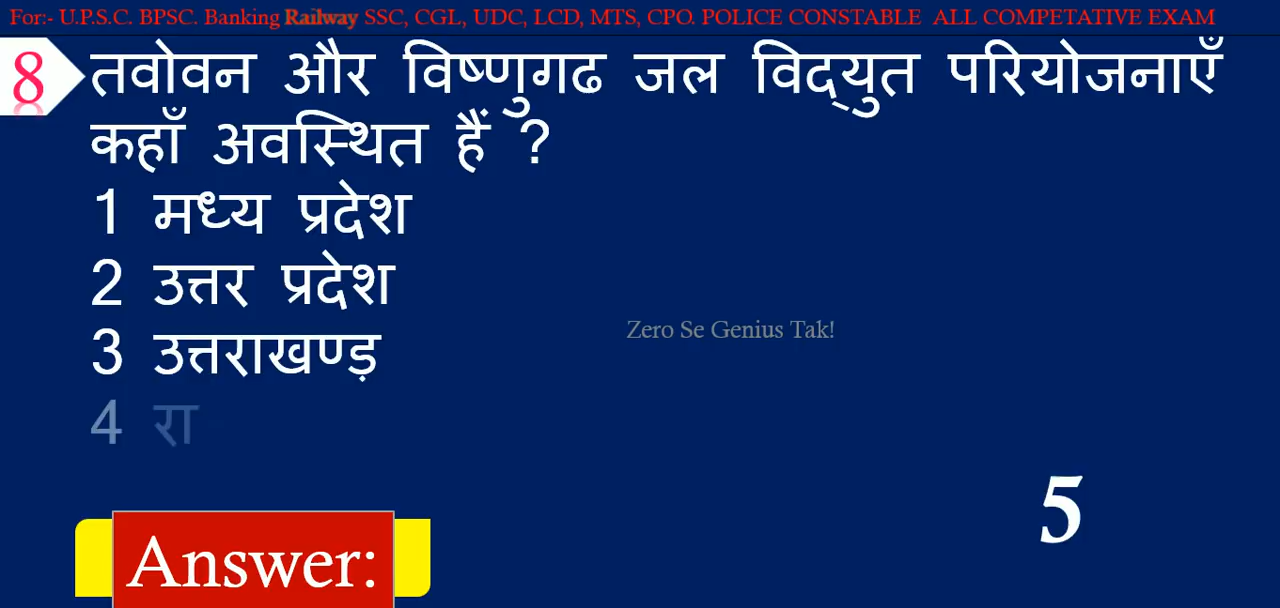 For:- U.P.S.C. BPSC. Banking Railway SSC, CGL, UDC, LCD, MTS, CPO. POLICE CONSTABLE ALL COMPETATIVE EXAM
8 तवोवन और विष्णुगढ जल विद्युत परियोजनाएँ
कहाँ अवस्थित हैं ?
1 मध्य प्रदेश
2 उत्तर प्रदेश
Zero Se Genius Tak!
3 उत्तराखण्ड़
4 रा
5
Answer: